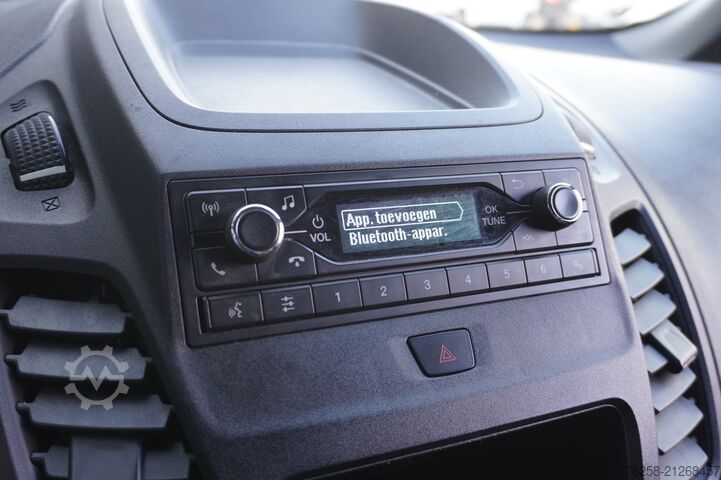 App. toevoegen
Bluetooth-appar.
VOL
OK
TUNE
1 2 3 4 5 6
76258-21268457